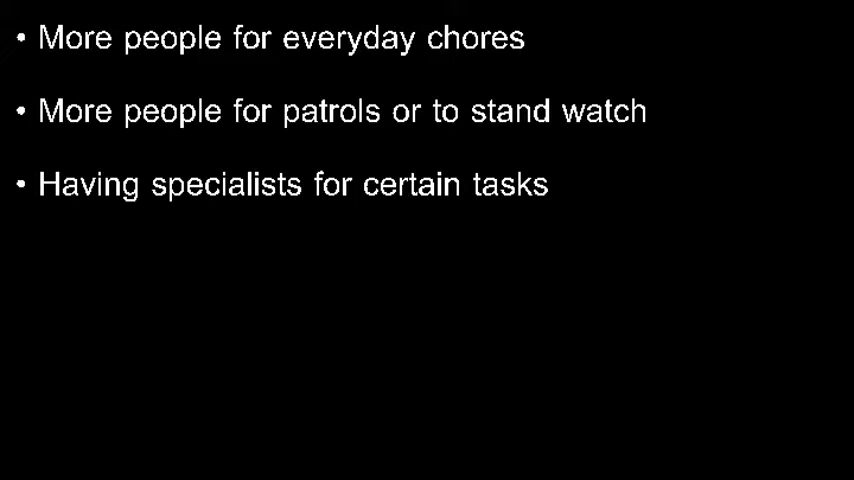 • More people for everyday chores
• More people for patrols or to stand watch
• Having specialists for certain tasks